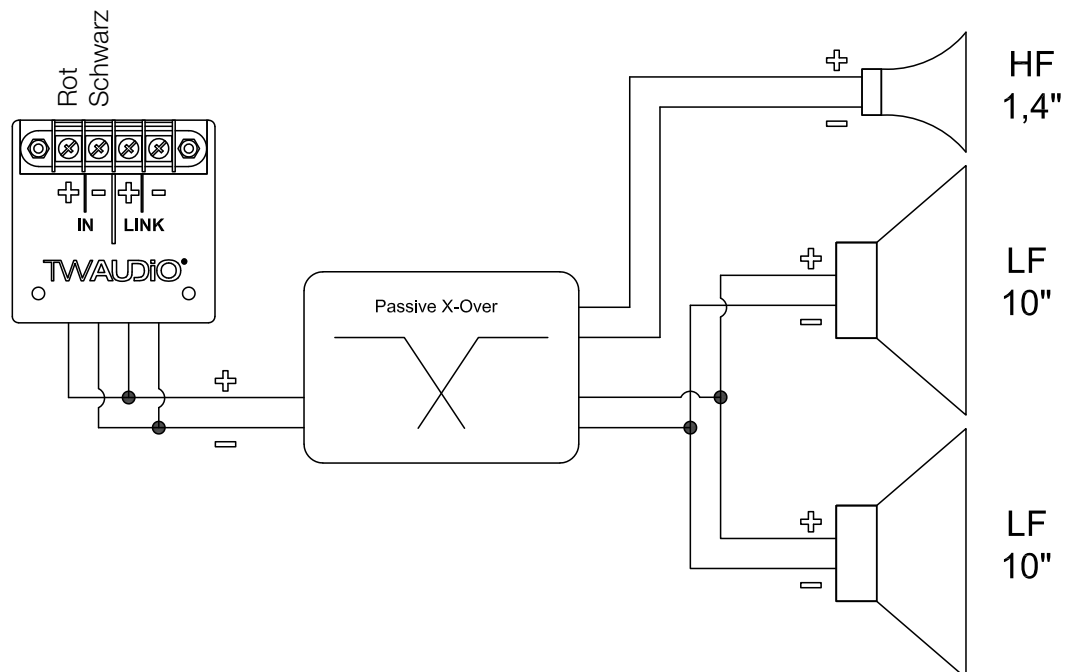 Rot
Schwarz
+ - + -
IN LINK
TWAUDiO
Passive X-Over
+
-
+
-
HF
1,4"
+
-
LF
10"
+
-
LF
10"